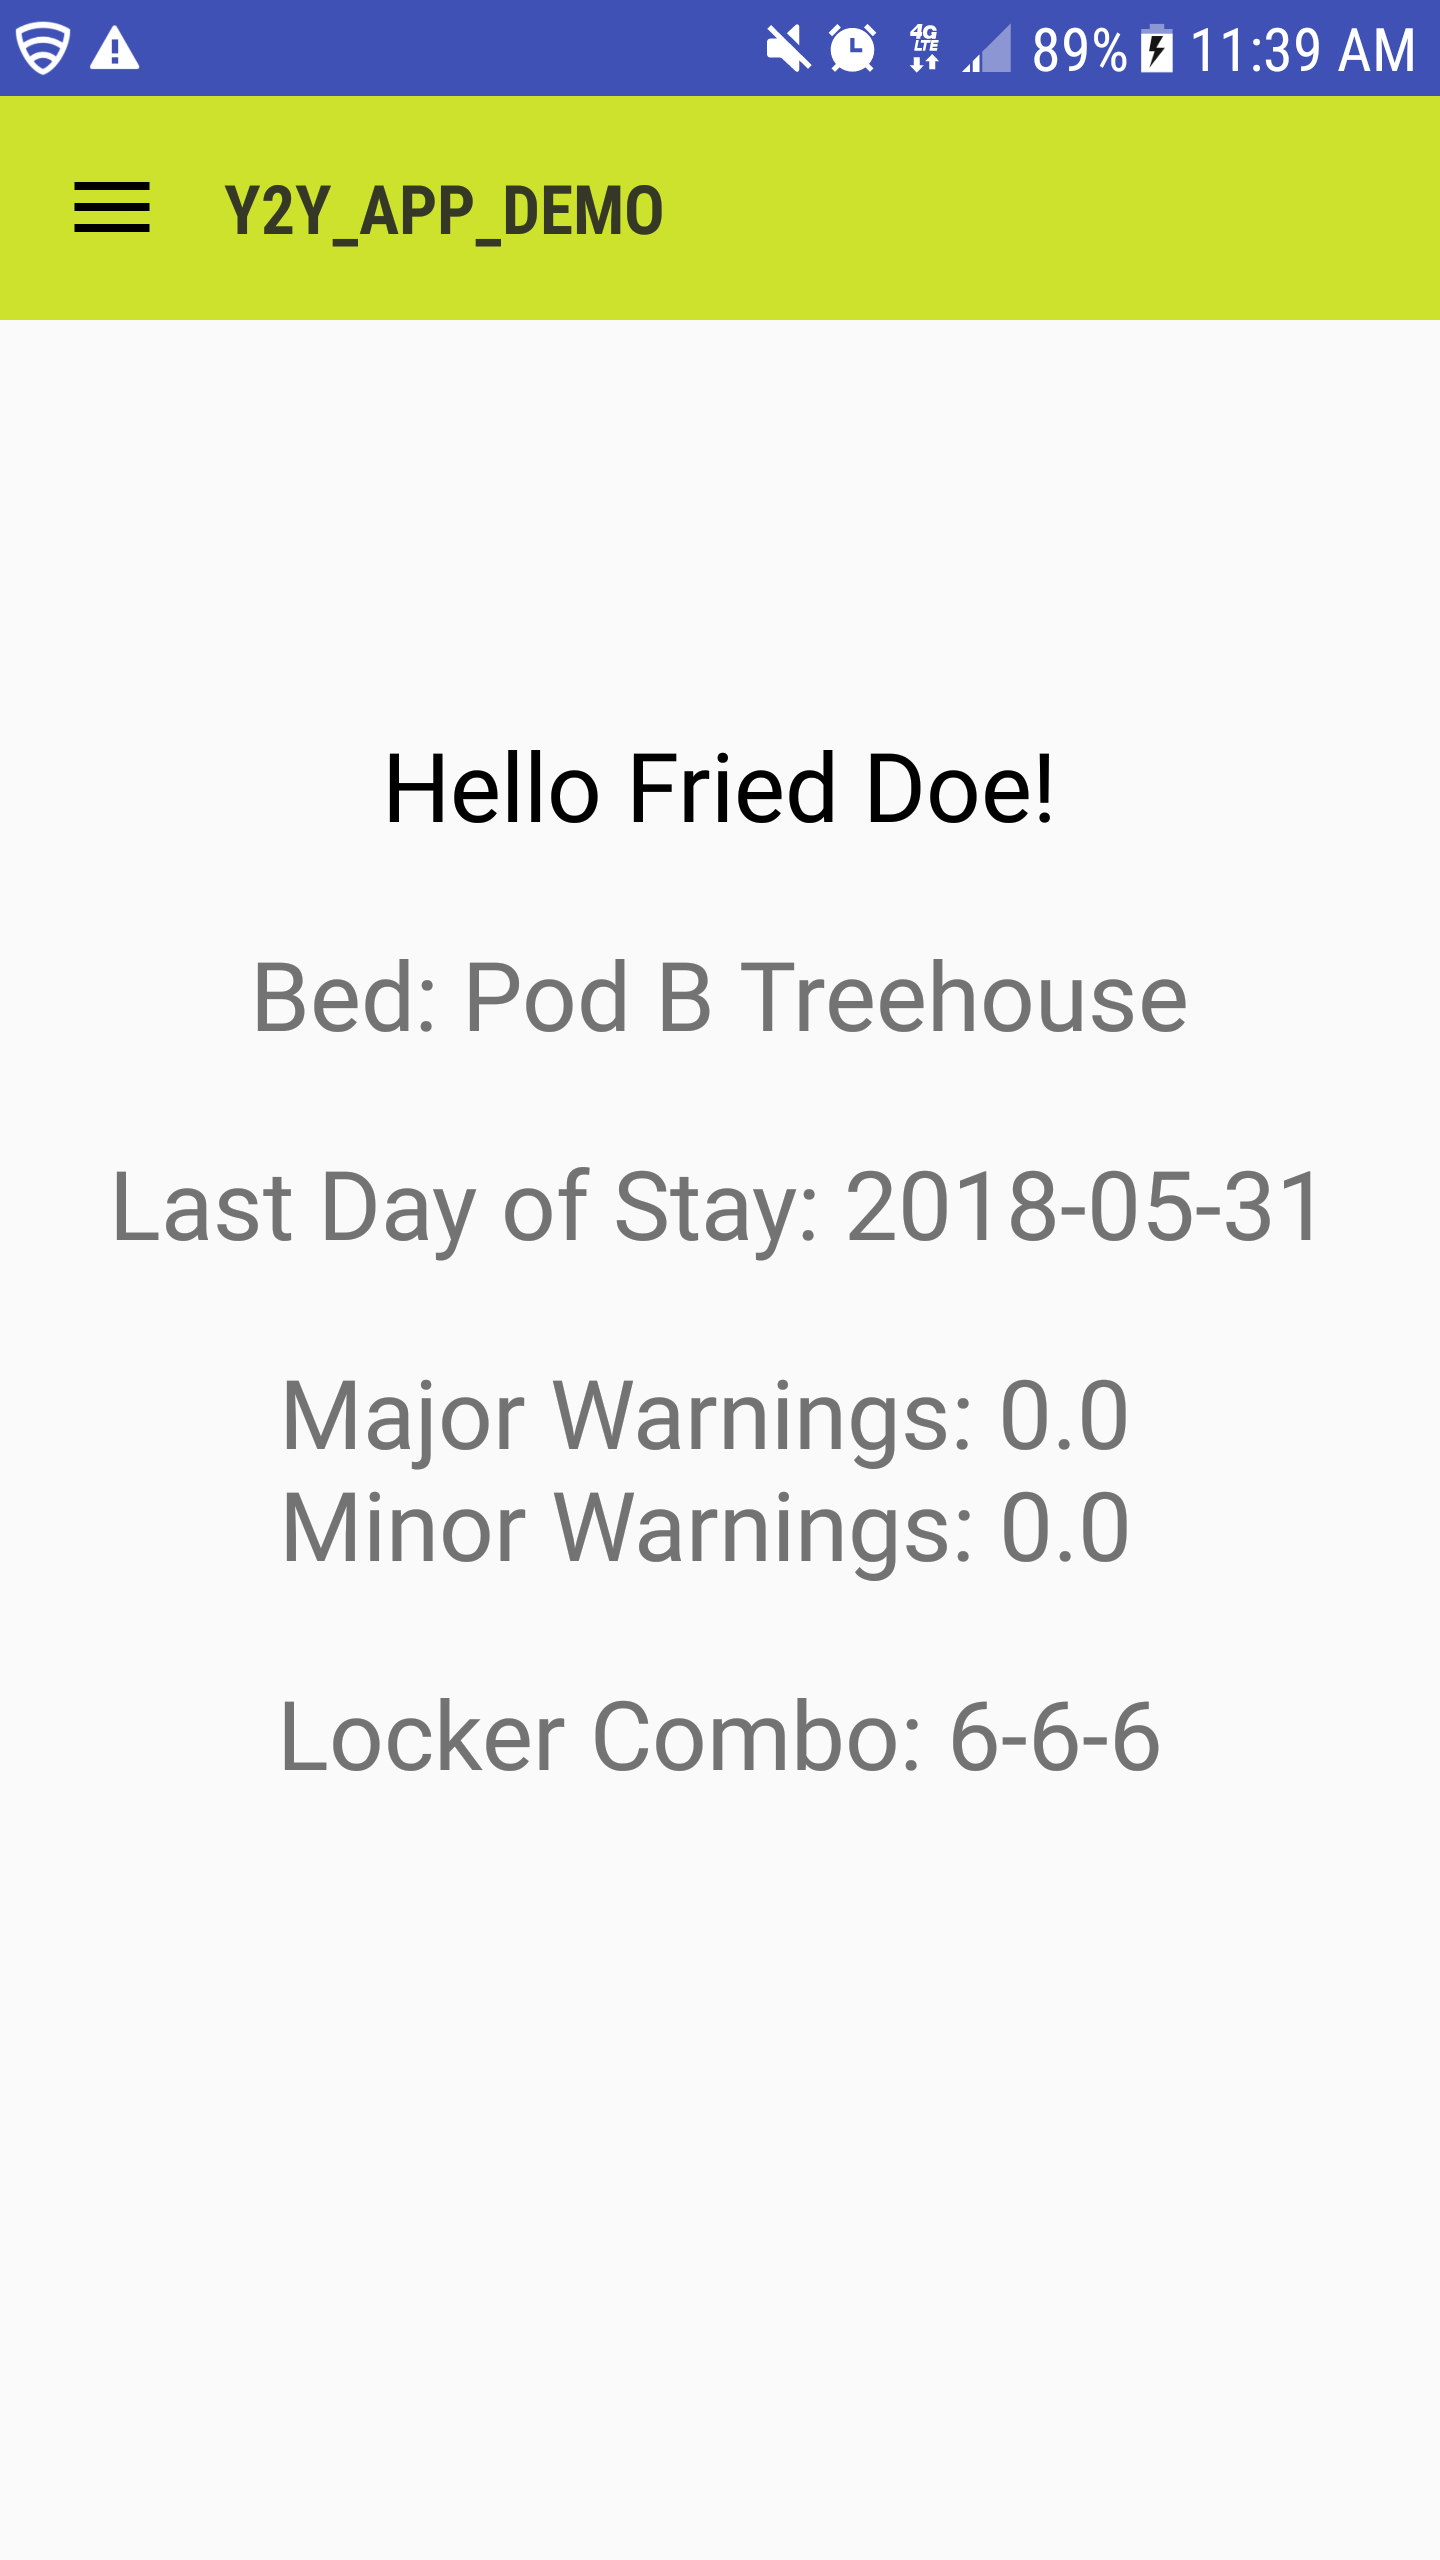 4G LTE 89% 11:39 AM
Y2Y_APP_DEMO
Hello Fried Doe!
Bed: Pod B Treehouse
Last Day of Stay: 2018-05-31
Major Warnings: 0.0
Minor Warnings: 0.0
Locker Combo: 6-6-6